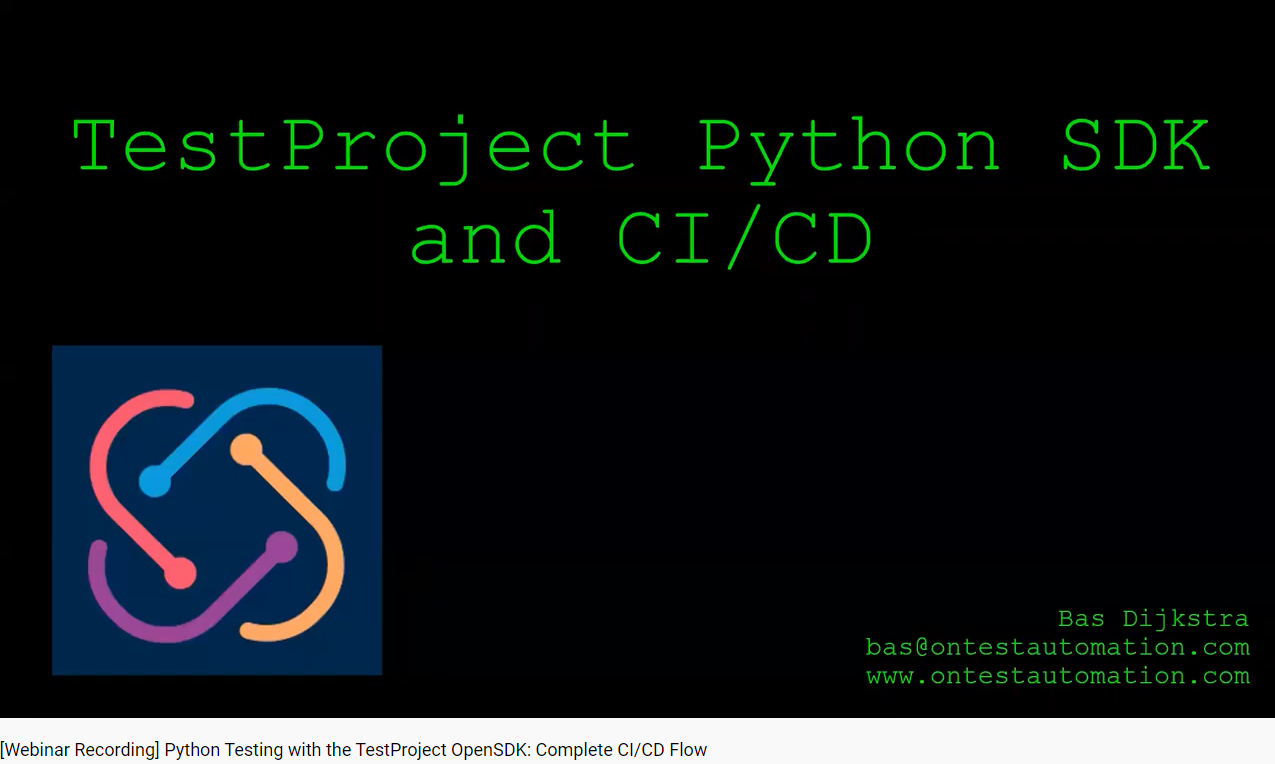 TestProject Python SDK
and CI/CD
Bas Dijkstra
bas@ontestautomation.com
www.ontestautomation.com
[Webinar Recording] Python Testing with the TestProject OpenSDK: Complete CI/CD Flow